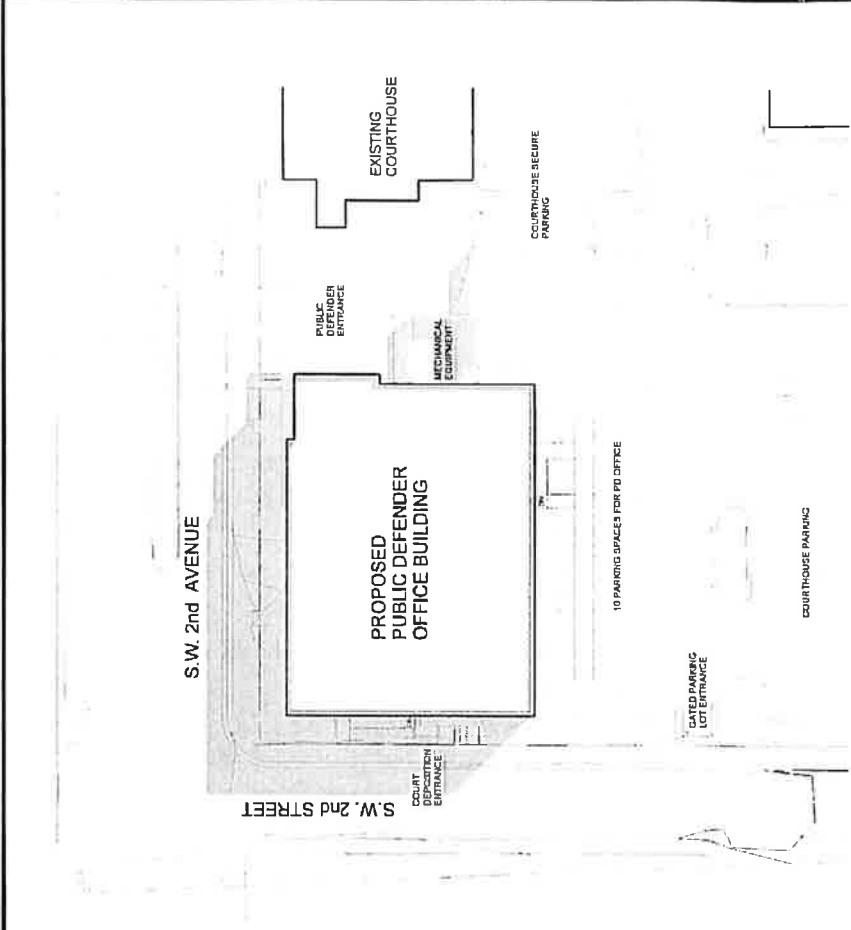 S.W. 2nd AVENUE
S.W. 2nd STREET
EXISTING
COURTHOUSE
PUBLIC
DEFENDER
ENTRANCE
MECHANICAL
EQUIPMENT
COURTHOUSE SECURE
PARKING
PROPOSED
PUBLIC DEFENDER
OFFICE BUILDING
COURT
DEPOSITION
ENTRANCE
10 PARKING SPACES FOR PD OFFICE
GATED PARKING
LOT ENTRANCE
COURTHOUSE PARKING